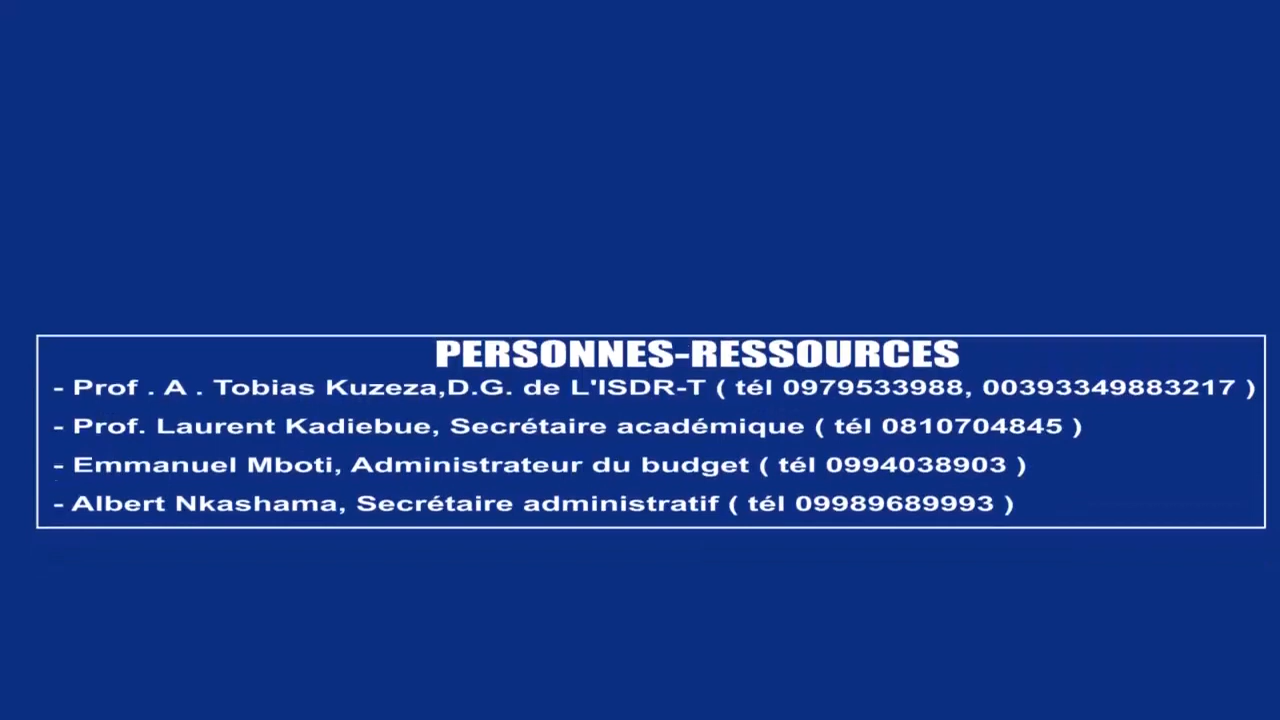 PERSONNES-RESSOURCES
- Prof . A . Tobias Kuzeza,D.G. de L'ISDR-T ( tél 0979533988, 00393349883217 )
- Prof. Laurent Kadiebue, Secrétaire académique ( tél 0810704845 )
- Emmanuel Mboti, Administrateur du budget ( tél 0994038903 )
- Albert Nkashama, Secrétaire administratif ( tél 09989689993 )